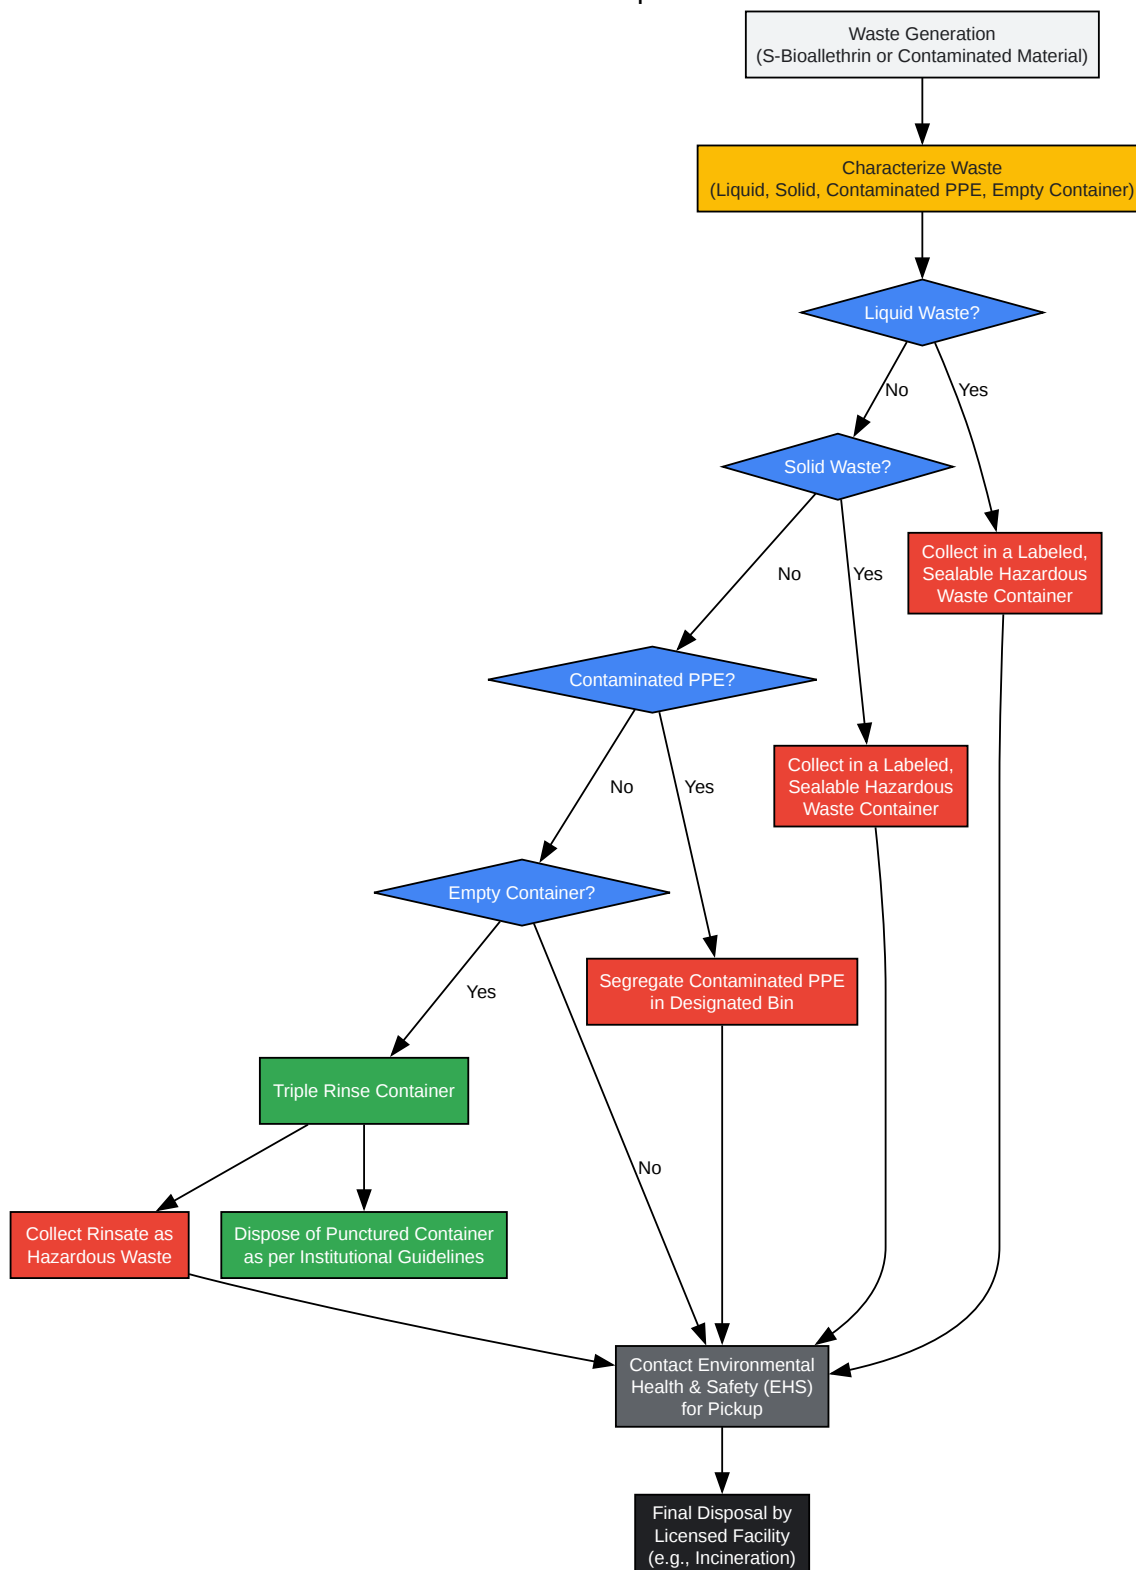 Waste Generation
(S-Bioallethrin or Contaminated Material)
Characterize Waste
(Liquid, Solid, Contaminated PPE, Empty Container)
Liquid Waste?
No
Yes
Solid Waste?
Collect in a Labeled,
Sealable Hazardous
Waste Container
No
Yes
Contaminated PPE?
Collect in a Labeled,
Sealable Hazardous
Waste Container
No
Yes
Empty Container?
Segregate Contaminated PPE
in Designated Bin
Yes
Triple Rinse Container
No
Collect Rinsate as
Hazardous Waste
Dispose of Punctured Container
as per Institutional Guidelines
Contact Environmental
Health & Safety (EHS)
for Pickup
Final Disposal by
Licensed Facility
(e.g., Incineration)